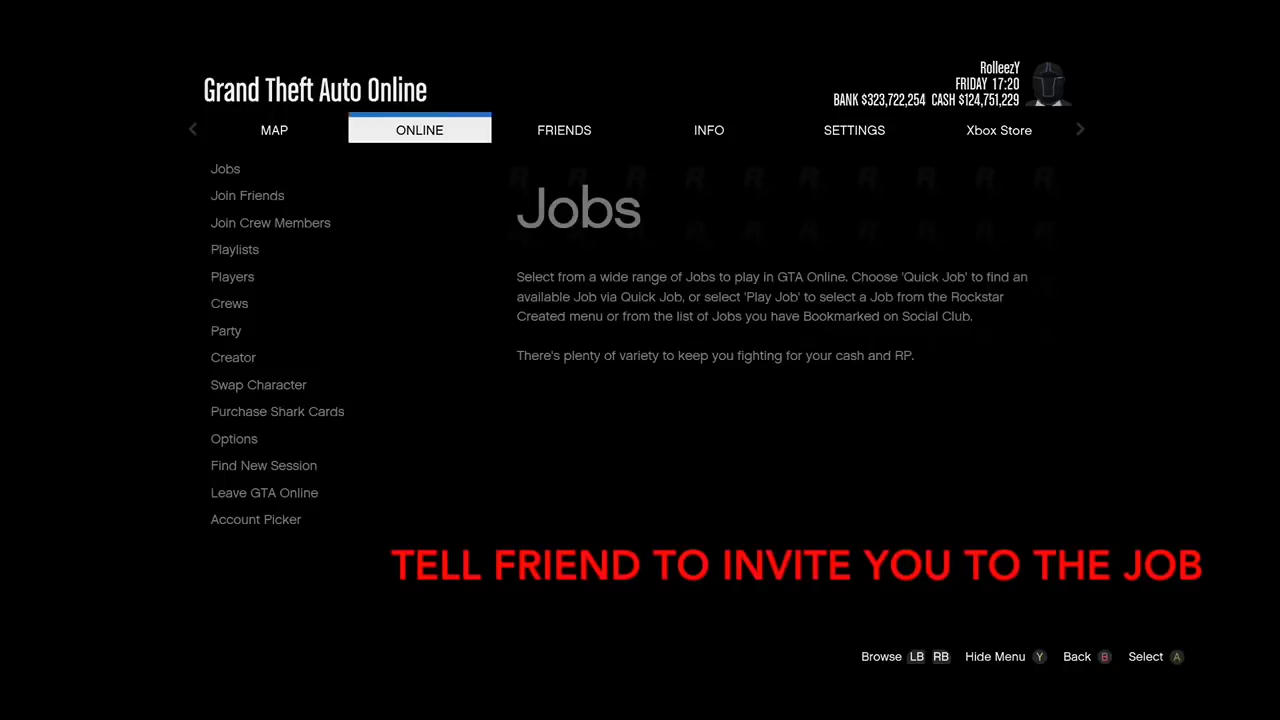 Grand Theft Auto Online
RolleezY
FRIDAY 17:20
BANK $323,722,254 CASH $124,751,229
MAP
ONLINE
FRIENDS
INFO
SETTINGS
Xbox Store
Jobs
Join Friends
Join Crew Members
Playlists
Players
Crews
Party
Creator
Swap Character
Purchase Shark Cards
Options
Find New Session
Leave GTA Online
Account Picker
Jobs
Select from a wide range of Jobs to play in GTA Online. Choose 'Quick Job' to find an
available Job via Quick Job, or select 'Play Job' to select a Job from the Rockstar
Created menu or from the list of Jobs you have Bookmarked on Social Club.
There's plenty of variety to keep you fighting for your cash and RP.
TELL FRIEND TO INVITE YOU TO THE JOB
Browse LB RB Hide Menu Y Back B Select A